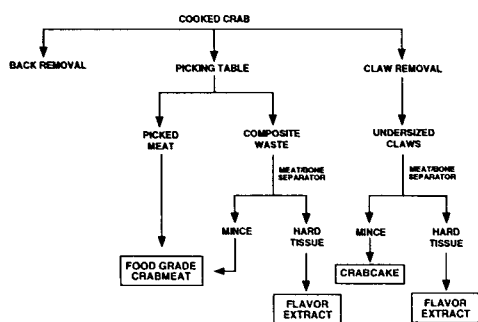 COOKED CRAB
BACK REMOVAL
PICKING TABLE
CLAW REMOVAL
PICKED
MEAT
COMPOSITE
WASTE
UNDERSIZED
CLAWS
MEAT/BONE
SEPARATOR
MEAT/BONE
SEPARATOR
MINCE
HARD
TISSUE
MINCE
HARD
TISSUE
FOOD GRADE
CRABMEAT
CRABCAKE
FLAVOR
EXTRACT
FLAVOR
EXTRACT